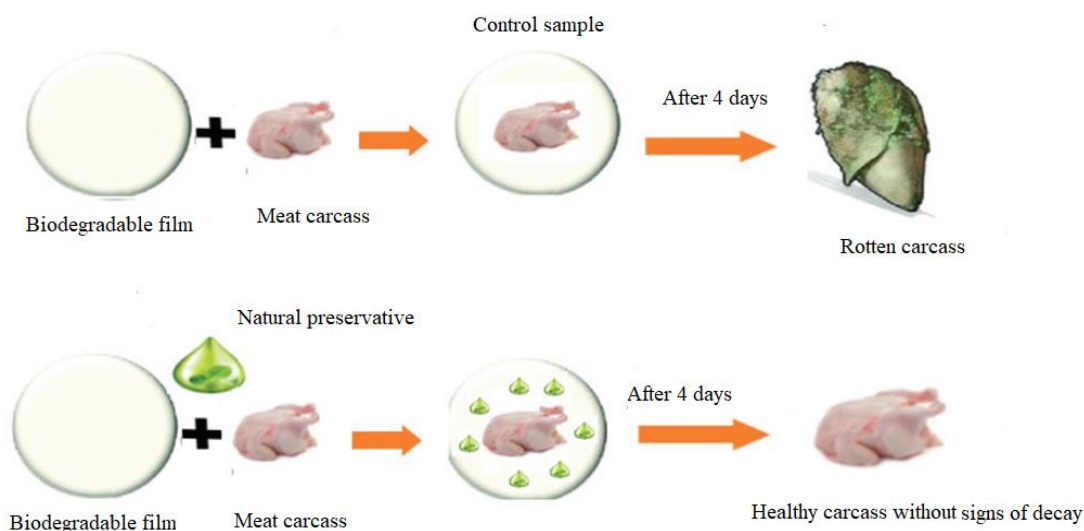 Control sample
After 4 days
Biodegradable film
Meat carcass
Rotten carcass
Natural preservative
After 4 days
Biodegradable film
Meat carcass
Healthy carcass without signs of decay